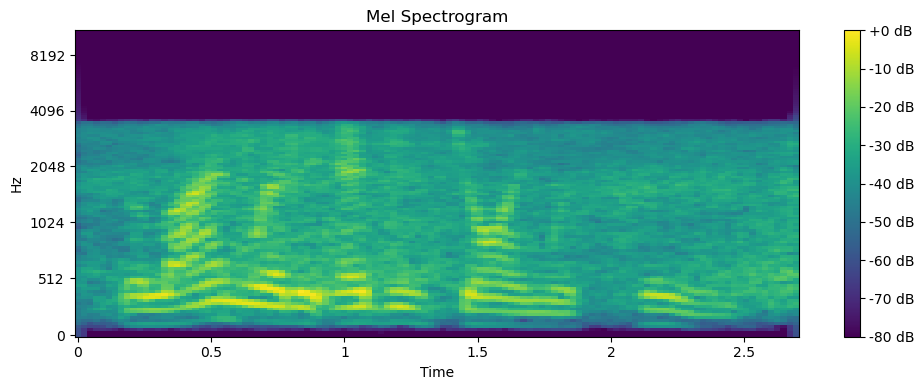 Mel Spectrogram
+0 dB
8192
-10 dB
4096
-20 dB
-30 dB
2048
Hz
-40 dB
1024
-50 dB
512
-60 dB
-70 dB
0
-80 dB
0
0.5
1
1.5
2
2.5
Time